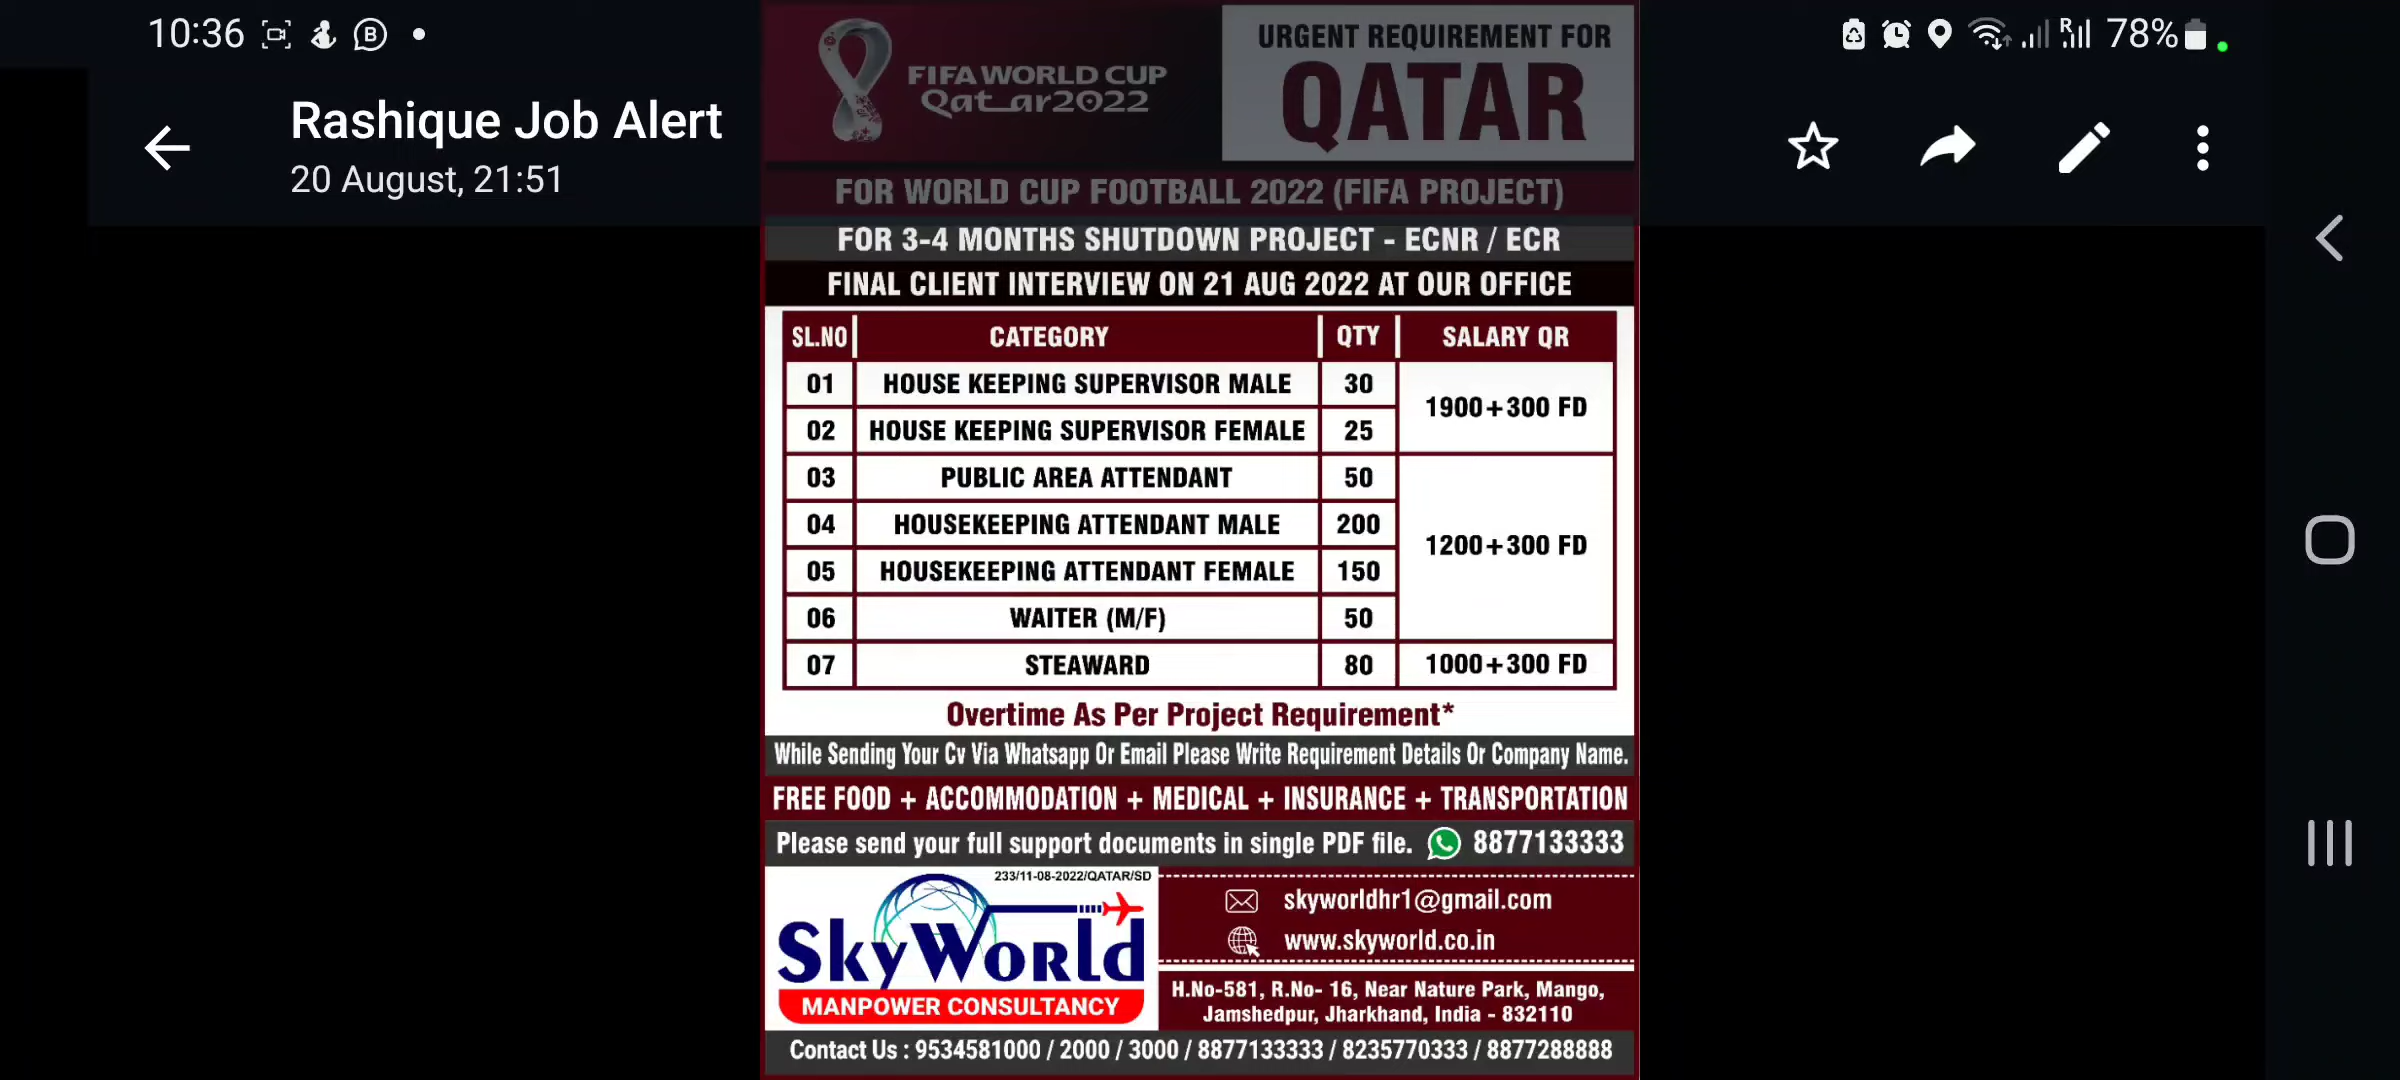 10:36
78%
Rashique Job Alert
20 August, 21:51
FIFA WORLD CUP
Qatar2022
URGENT REQUIREMENT FOR
QATAR
FOR WORLD CUP FOOTBALL 2022 (FIFA PROJECT)
FOR 3-4 MONTHS SHUTDOWN PROJECT - ECNR / ECR
FINAL CLIENT INTERVIEW ON 21 AUG 2022 AT OUR OFFICE
SL.NO CATEGORY QTY SALARY QR
01 HOUSE KEEPING SUPERVISOR MALE 30
1900+300 FD
02 HOUSE KEEPING SUPERVISOR FEMALE 25
03 PUBLIC AREA ATTENDANT 50
04 HOUSEKEEPING ATTENDANT MALE 200
1200+300 FD
05 HOUSEKEEPING ATTENDANT FEMALE 150
06 WAITER (M/F) 50
07 STEAWARD 80 1000+300 FD
Overtime As Per Project Requirement*
While Sending Your Cv Via Whatsapp Or Email Please Write Requirement Details Or Company Name.
FREE FOOD + ACCOMMODATION + MEDICAL + INSURANCE + TRANSPORTATION
Please send your full support documents in single PDF file. 8877133333
233/11-08-2022/QATAR/SD
SkyWorld
MANPOWER CONSULTANCY
skyworldhr1@gmail.com
www.skyworld.co.in
H.No-581, R.No- 16, Near Nature Park, Mango,
Jamshedpur, Jharkhand, India - 832110
Contact Us : 9534581000 / 2000 / 3000 / 8877133333 / 8235770333 / 8877288888